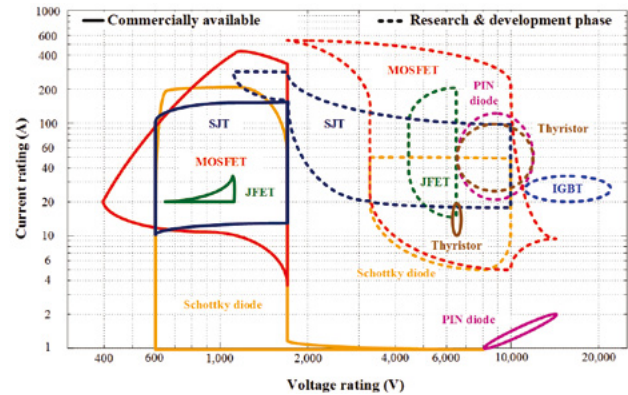 Commercially available
Research & development phase
1000
600
400
200
100
60
40
20
10
6
4
2
1
Current rating (A)
MOSFET
PIN
diode
SJT
SJT
Thyristor
MOSFET
JFET
JFET
IGBT
Thyristor
Schottky diode
Schottky diode
PIN diode
400
600
1,000
2,000
4,000
6,000
10,000
20,000
Voltage rating (V)